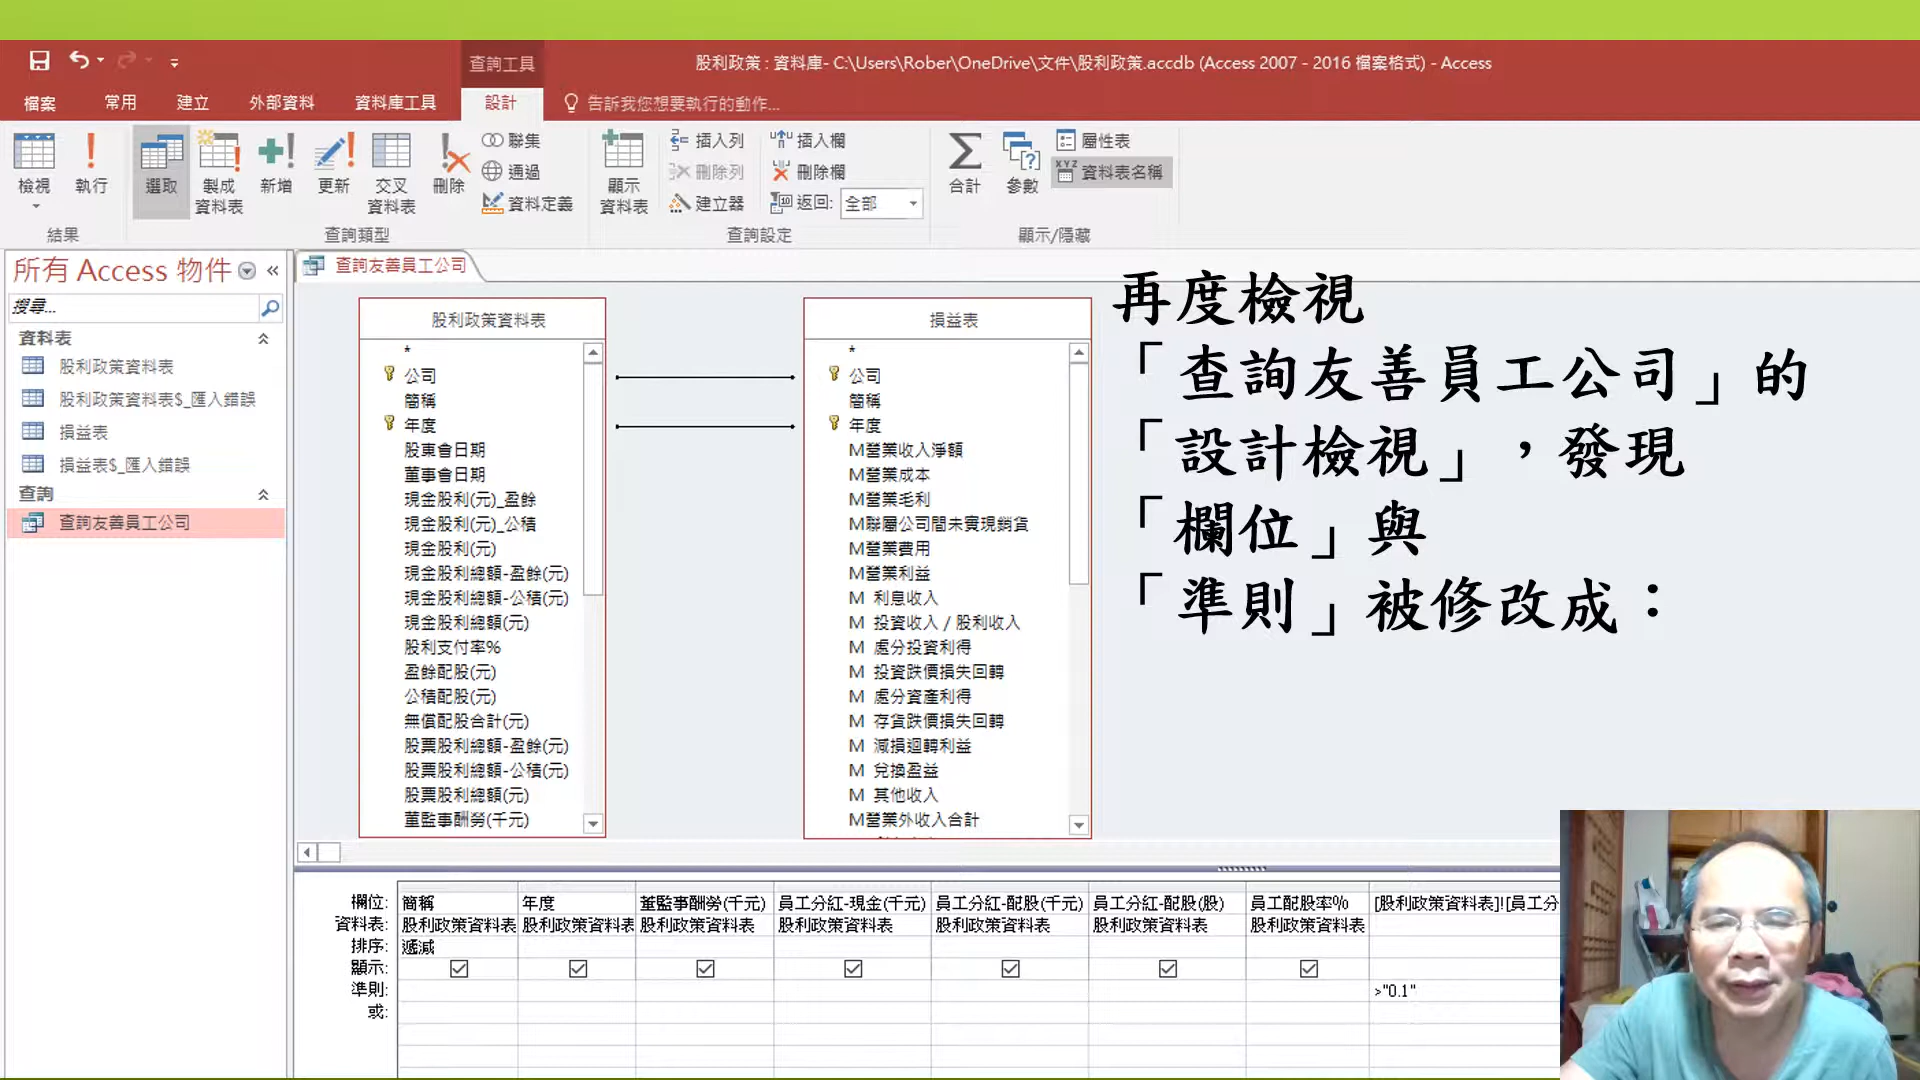 查詢工具
股利政策 : 資料庫- C:\Users\Rober\OneDrive\文件\股利政策.accdb (Access 2007 - 2016 檔案格式) - Access
檔案 常用 建立 外部資料 資料庫工具 設計 告訴我您想要執行的動作...
檢視 執行 選取 製成資料表 新增 更新 交叉資料表 刪除
聯集
通過
資料定義
顯示資料表
插入列
刪除列
建立器
插入欄
刪除欄
返回: 全部
合計 參數
屬性表
資料表名稱
結果 查詢類型 查詢設定 顯示/隱藏
所有 Access 物件
搜尋...
資料表
股利政策資料表
股利政策資料表$_匯入錯誤
損益表
損益表$_匯入錯誤
查詢
查詢友善員工公司
查詢友善員工公司
股利政策資料表
*
公司
簡稱
年度
股東會日期
董事會日期
現金股利(元)_盈餘
現金股利(元)_公積
現金股利(元)
現金股利總額-盈餘(元)
現金股利總額-公積(元)
現金股利總額(元)
股利支付率%
盈餘配股(元)
公積配股(元)
無償配股合計(元)
股票股利總額-盈餘(元)
股票股利總額-公積(元)
股票股利總額(元)
董監事酬勞(千元)
損益表
*
公司
簡稱
年度
M營業收入淨額
M營業成本
M營業毛利
M聯屬公司間未實現銷貨
M營業費用
M營業利益
M 利息收入
M 投資收入 / 股利收入
M 處分投資利得
M 投資跌價損失回轉
M 處分資產利得
M 存貨跌價損失回轉
M 減損迴轉利益
M 兌換盈益
M 其他收入
M營業外收入合計
再度檢視
「查詢友善員工公司」的
「設計檢視」，發現
「欄位」與
「準則」被修改成：
欄位: 簡稱 年度 董監事酬勞(千元) 員工分紅-現金(千元) 員工分紅-配股(千元) 員工分紅-配股(股) 員工配股率% [股利政策資料表]![員工分
資料表: 股利政策資料表 股利政策資料表 股利政策資料表 股利政策資料表 股利政策資料表 股利政策資料表 股利政策資料表
排序: 遞減
顯示:
準則: >"0.1"
或: